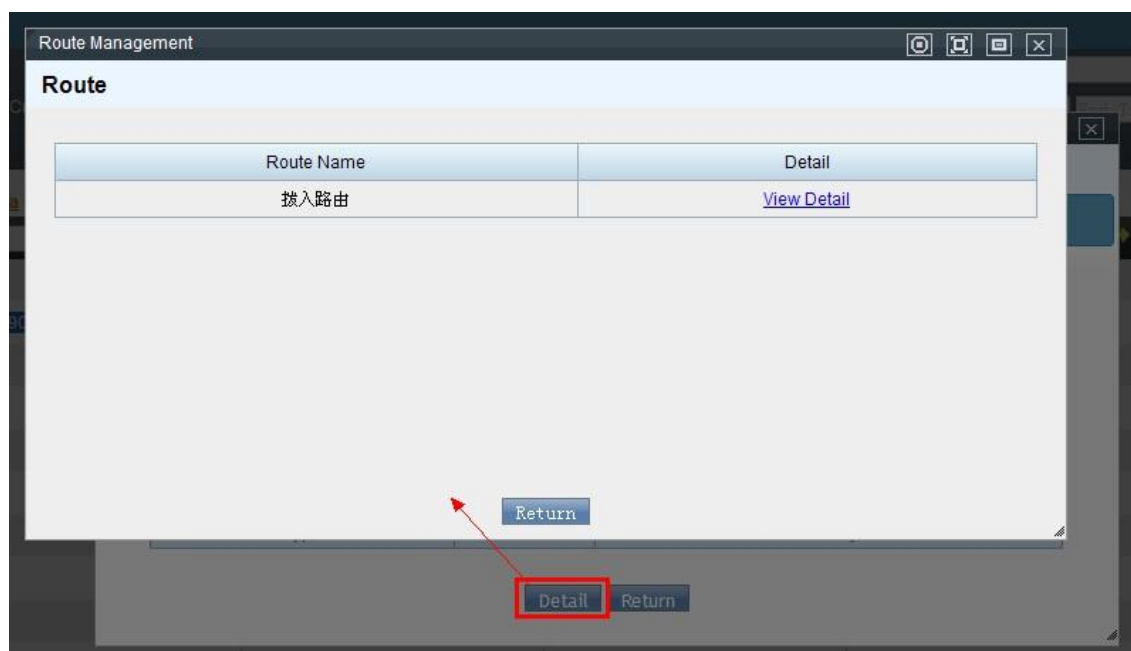 Route Management
Route
Route Name Detail
拨入路由 View Detail
Return
Detail Return